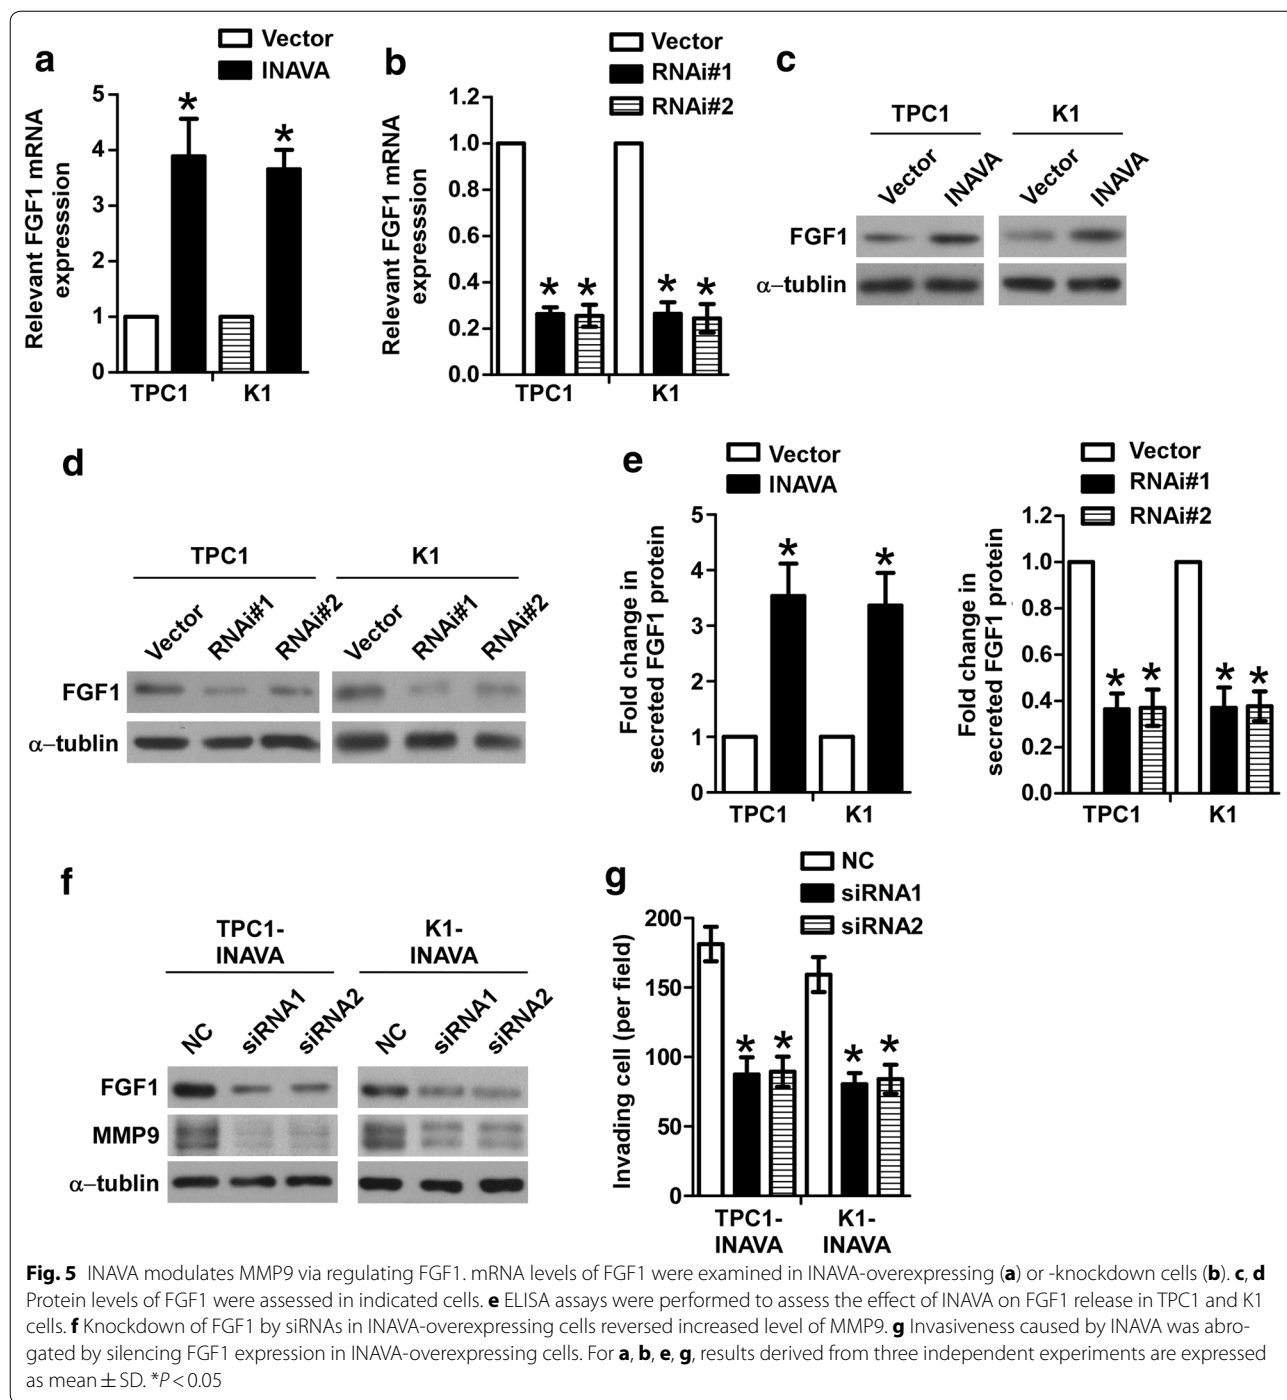 a
Vector
INAVA
Relevant FGF1 mRNA
expresssion
5
4
3
2
1
0
*
*
TPC1
K1
b
Vector
RNAi#1
RNAi#2
Relevant FGF1 mRNA
expression
1.2
1.0
0.8
0.6
0.4
0.2
0.0
* *
* *
TPC1
K1
c
TPC1
K1
Vector
INAVA
Vector
INAVA
FGF1
α−tublin
d
TPC1
K1
Vector
RNAi#1
RNAi#2
Vector
RNAi#1
RNAi#2
FGF1
α−tublin
e
Vector
INAVA
Fold change in
secreted FGF1 protein
5
4
3
2
1
0
*
*
TPC1
K1
Vector
RNAi#1
RNAi#2
Fold change in
secreted FGF1 protein
1.2
1.0
0.8
0.6
0.4
0.2
0.0
* *
* *
TPC1
K1
f
TPC1-
INAVA
K1-
INAVA
NC
siRNA1
siRNA2
NC
siRNA1
siRNA2
FGF1
MMP9
α−tublin
g
NC
siRNA1
siRNA2
Invading cell (per field)
200
150
100
50
0
* *
* *
TPC1-
INAVA
K1-
INAVA
Fig. 5 INAVA modulates MMP9 via regulating FGF1. mRNA levels of FGF1 were examined in INAVA-overexpressing (a) or -knockdown cells (b). c, d
Protein levels of FGF1 were assessed in indicated cells. e ELISA assays were performed to assess the effect of INAVA on FGF1 release in TPC1 and K1
cells. f Knockdown of FGF1 by siRNAs in INAVA-overexpressing cells reversed increased level of MMP9. g Invasiveness caused by INAVA was abro-
gated by silencing FGF1 expression in INAVA-overexpressing cells. For a, b, e, g, results derived from three independent experiments are expressed
as mean ± SD. *P < 0.05